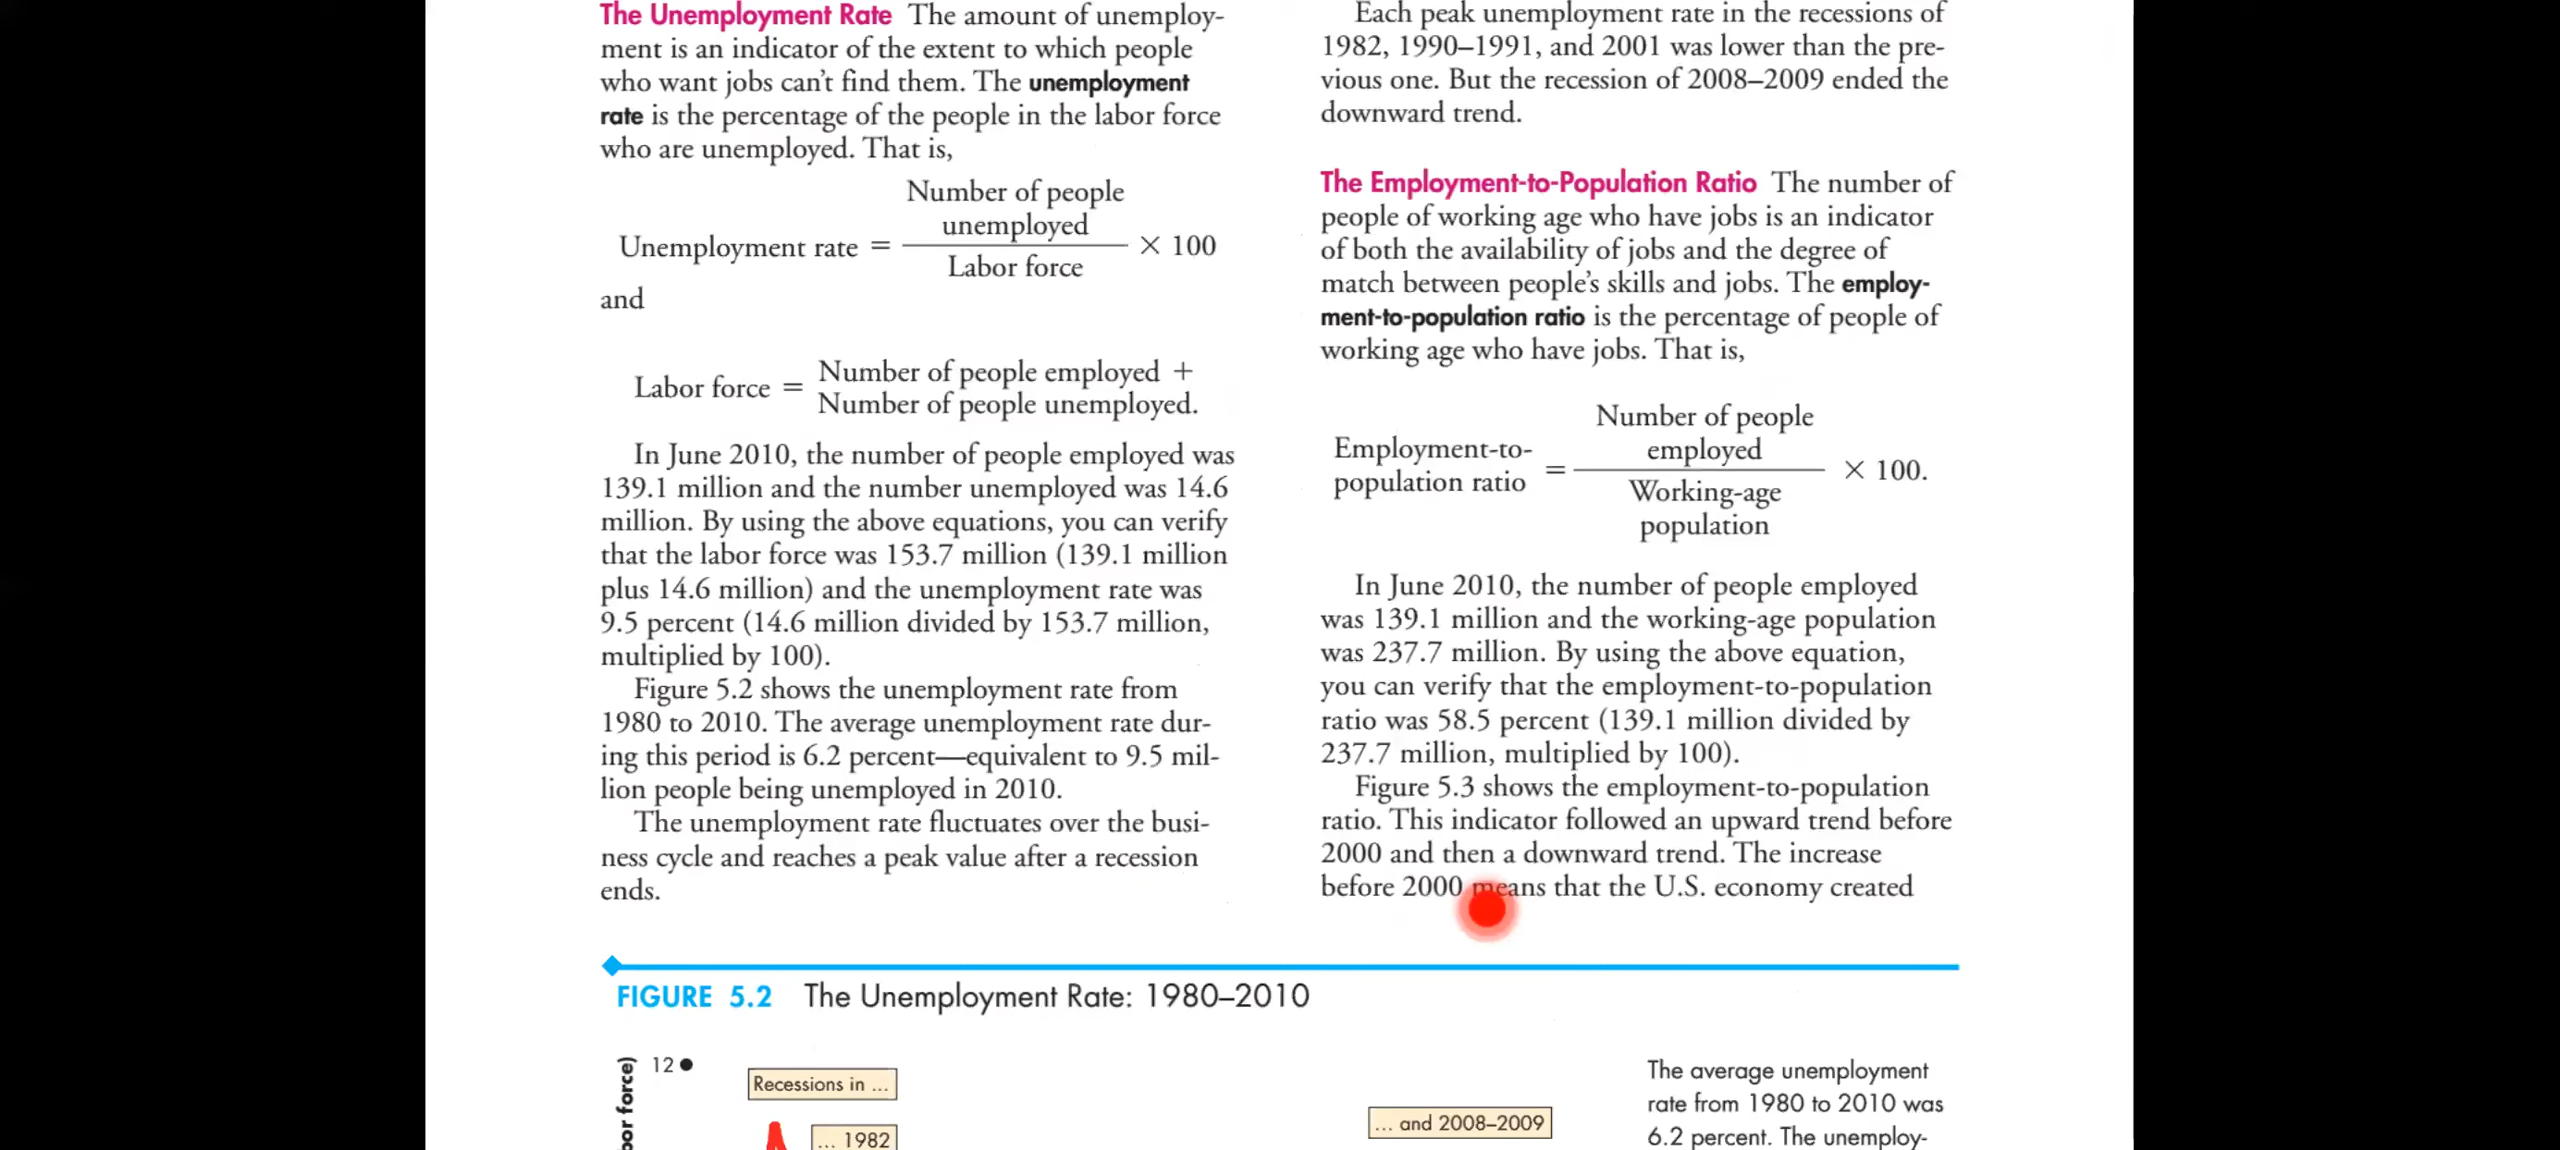 The Unemployment Rate The amount of unemploy-
ment is an indicator of the extent to which people
who want jobs can't find them. The unemployment
rate is the percentage of the people in the labor force
who are unemployed. That is,
Number of people
unemployed
Unemployment rate = × 100
Labor force
and
Labor force = Number of people employed +
Number of people unemployed.
In June 2010, the number of people employed was
139.1 million and the number unemployed was 14.6
million. By using the above equations, you can verify
that the labor force was 153.7 million (139.1 million
plus 14.6 million) and the unemployment rate was
9.5 percent (14.6 million divided by 153.7 million,
multiplied by 100).
Figure 5.2 shows the unemployment rate from
1980 to 2010. The average unemployment rate dur-
ing this period is 6.2 percent—equivalent to 9.5 mil-
lion people being unemployed in 2010.
The unemployment rate fluctuates over the busi-
ness cycle and reaches a peak value after a recession
ends.
Each peak unemployment rate in the recessions of
1982, 1990–1991, and 2001 was lower than the pre-
vious one. But the recession of 2008–2009 ended the
downward trend.
The Employment-to-Population Ratio The number of
people of working age who have jobs is an indicator
of both the availability of jobs and the degree of
match between people's skills and jobs. The employ-
ment-to-population ratio is the percentage of people of
working age who have jobs. That is,
Number of people
employed
Employment-to-
population ratio = × 100.
Working-age
population
In June 2010, the number of people employed
was 139.1 million and the working-age population
was 237.7 million. By using the above equation,
you can verify that the employment-to-population
ratio was 58.5 percent (139.1 million divided by
237.7 million, multiplied by 100).
Figure 5.3 shows the employment-to-population
ratio. This indicator followed an upward trend before
2000 and then a downward trend. The increase
before 2000 means that the U.S. economy created
FIGURE 5.2 The Unemployment Rate: 1980–2010
12
Recessions in ...
... 1982
... and 2008–2009
The average unemployment
rate from 1980 to 2010 was
6.2 percent. The unemploy-